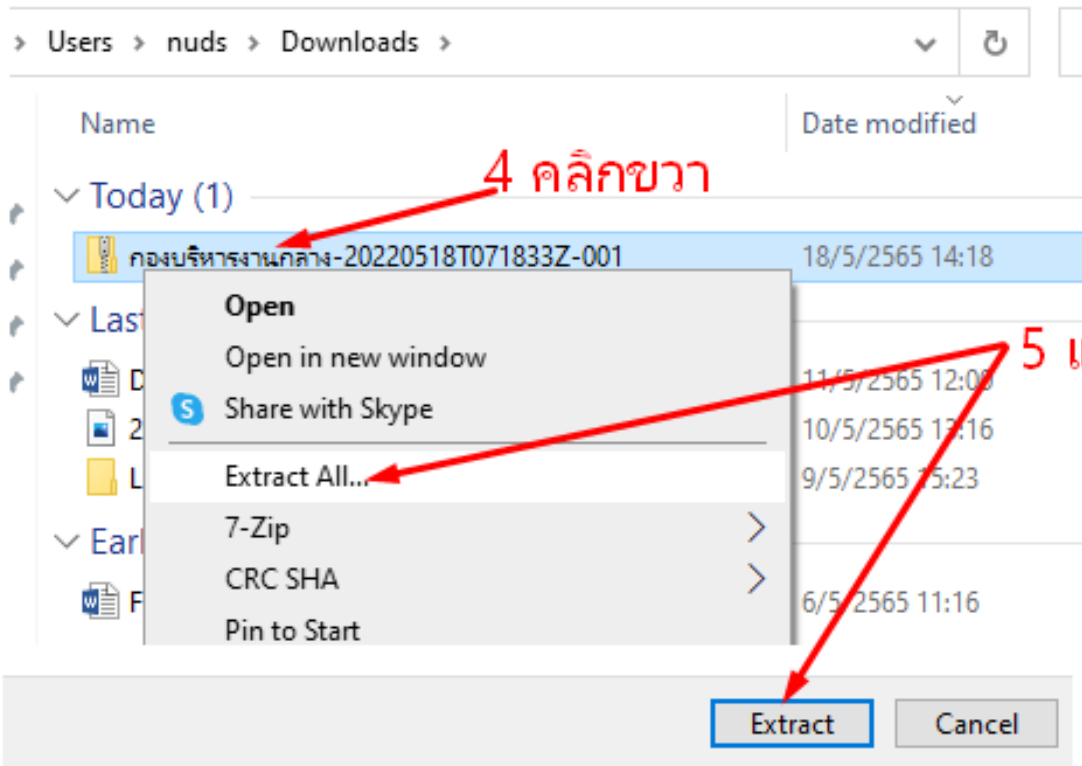 Users > nuds > Downloads >
Name Date modified
4 คลิกขวา
Today (1)
กองบริหารงานกลาง-20220518T071833Z-001 18/5/2565 14:18
Open
Open in new window
5
11/5/2565 12:09
Share with Skype
10/5/2565 13:16
Extract All...
9/5/2565 15:23
7-Zip
CRC SHA
6/5/2565 11:16
Pin to Start
Extract Cancel